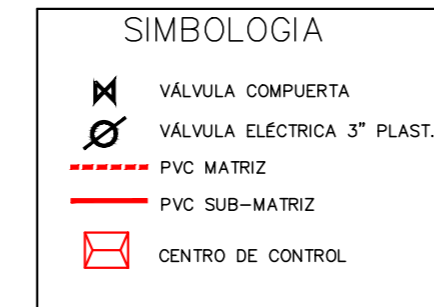 SIMBOLOGIA
VÁLVULA COMPUERTA
VÁLVULA ELÉCTRICA 3" PLAST.
PVC MATRIZ
PVC SUB-MATRIZ
CENTRO DE CONTROL